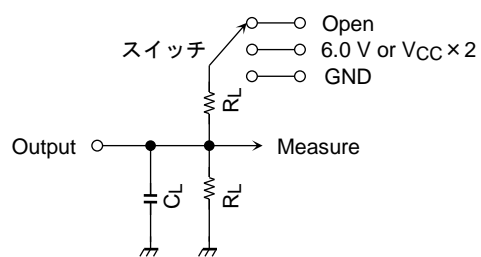 Open
スイッチ
6.0 V or VCC×2
GND
RL
Output
Measure
CL
RL